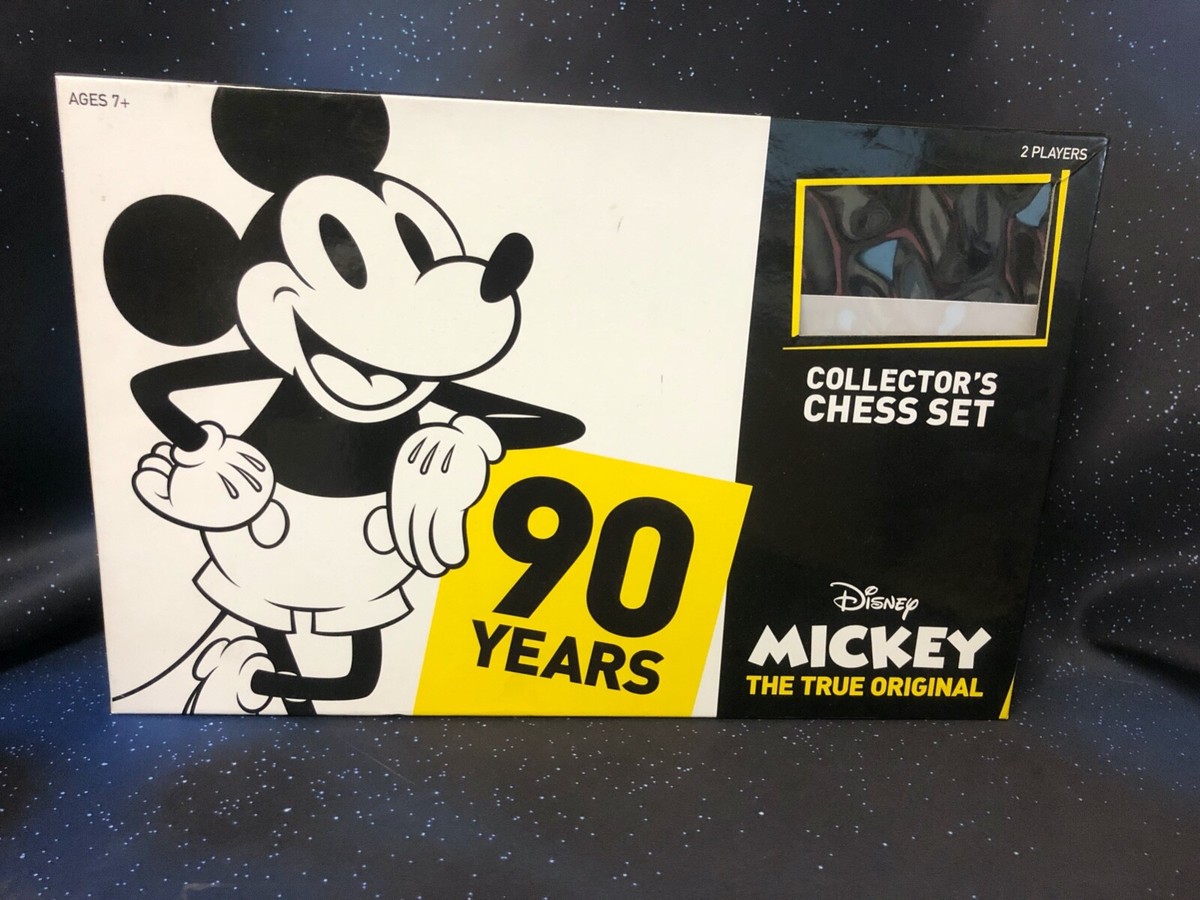 AGES 7+
2 PLAYERS
COLLECTOR'S
CHESS SET
90
YEARS
Disney
MICKEY
THE TRUE ORIGINAL